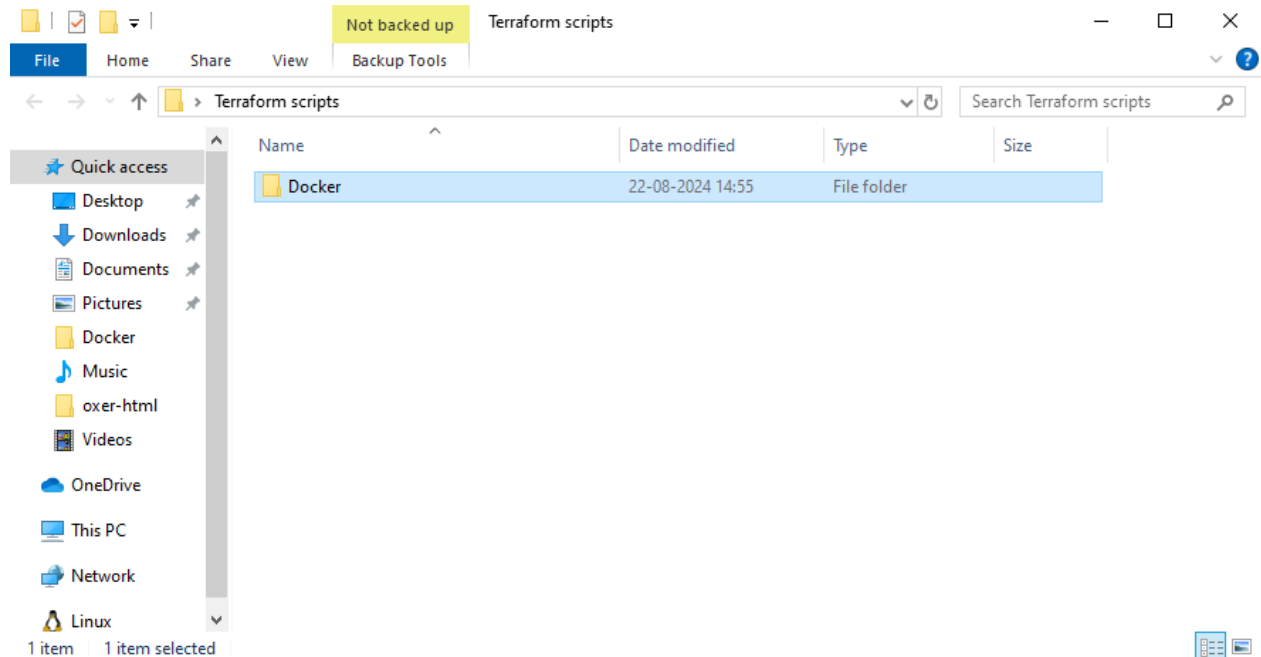 Not backed up Terraform scripts
File Home Share View Backup Tools ?
Terraform scripts Search Terraform scripts
Name Date modified Type Size
Quick access
Docker 22-08-2024 14:55 File folder
Desktop
Downloads
Documents
Pictures
Docker
Music
oxer-html
Videos
OneDrive
This PC
Network
Linux
1 item 1 item selected